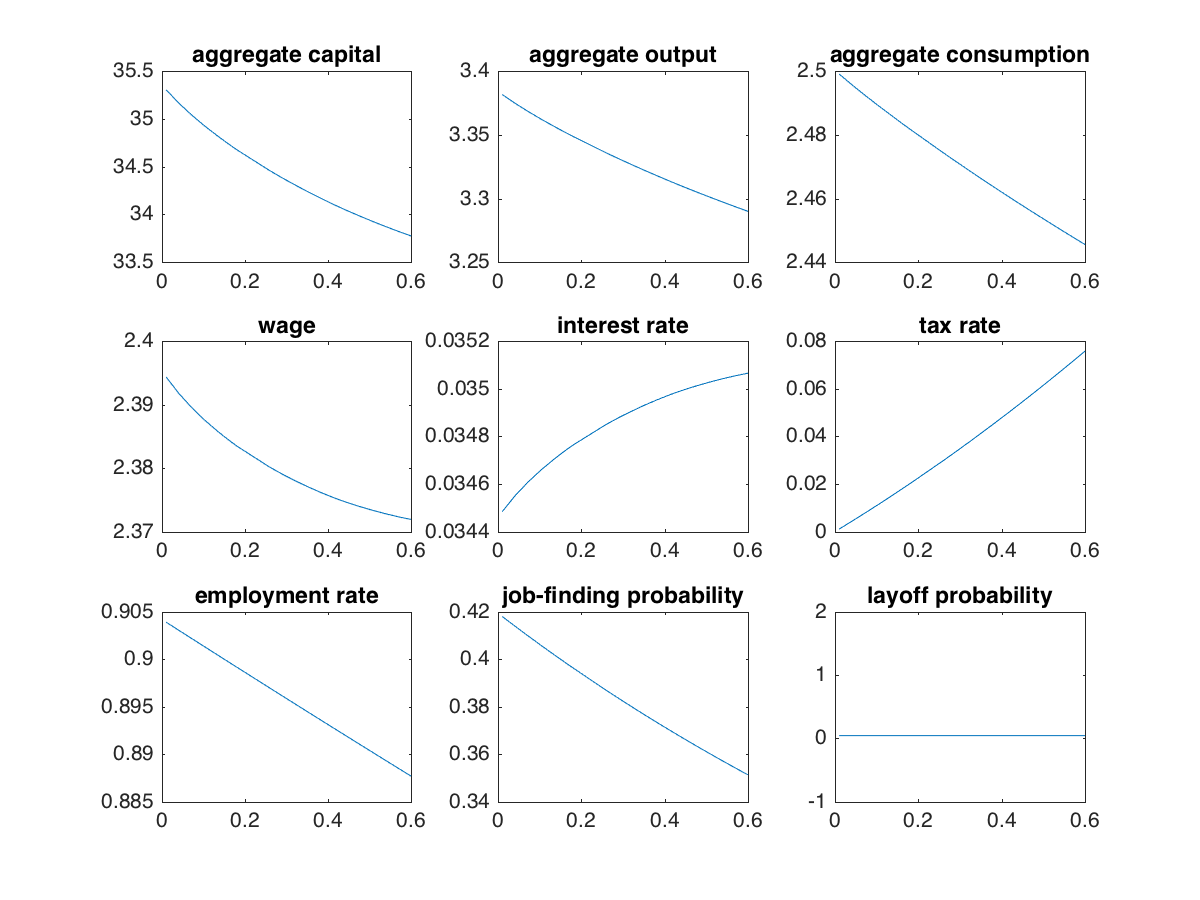 aggregate capital
35.5
35
34.5
34
33.5
0 0.2 0.4 0.6
aggregate output
3.4
3.35
3.3
3.25
0 0.2 0.4 0.6
aggregate consumption
2.5
2.48
2.46
2.44
0 0.2 0.4 0.6
wage
2.4
2.39
2.38
2.37
0 0.2 0.4 0.6
interest rate
0.0352
0.035
0.0348
0.0346
0.0344
0 0.2 0.4 0.6
tax rate
0.08
0.06
0.04
0.02
0
0 0.2 0.4 0.6
employment rate
0.905
0.9
0.895
0.89
0.885
0 0.2 0.4 0.6
job-finding probability
0.42
0.4
0.38
0.36
0.34
0 0.2 0.4 0.6
layoff probability
2
1
0
-1
0 0.2 0.4 0.6